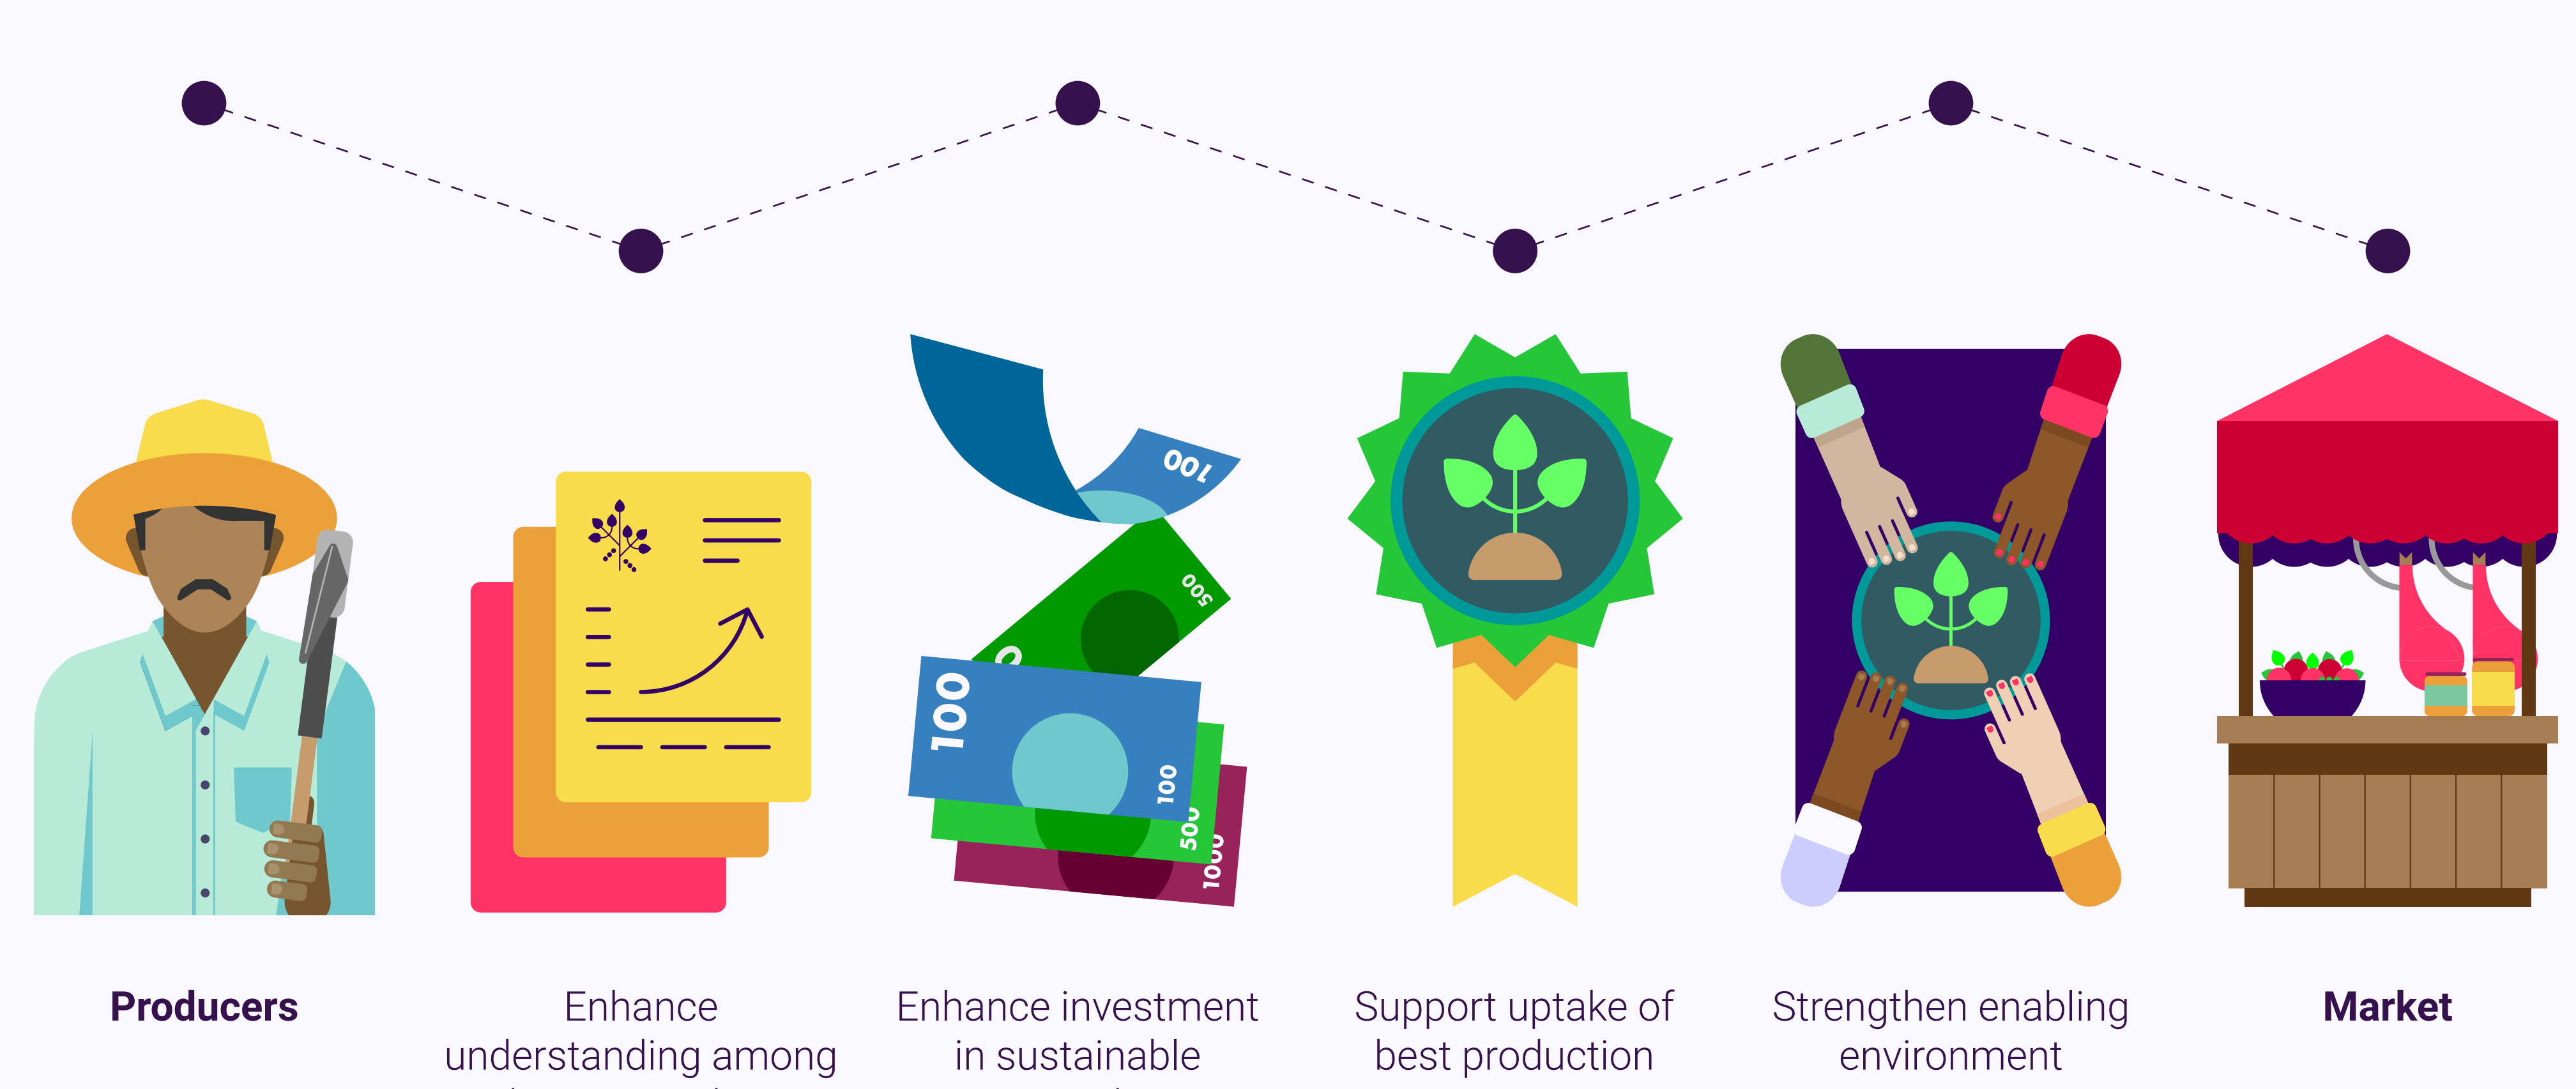 100
500
0
100
100
500
1000
Producers
Enhance
understanding among
Enhance investment
in sustainable
Support uptake of
best production
Strengthen enabling
environment
Market